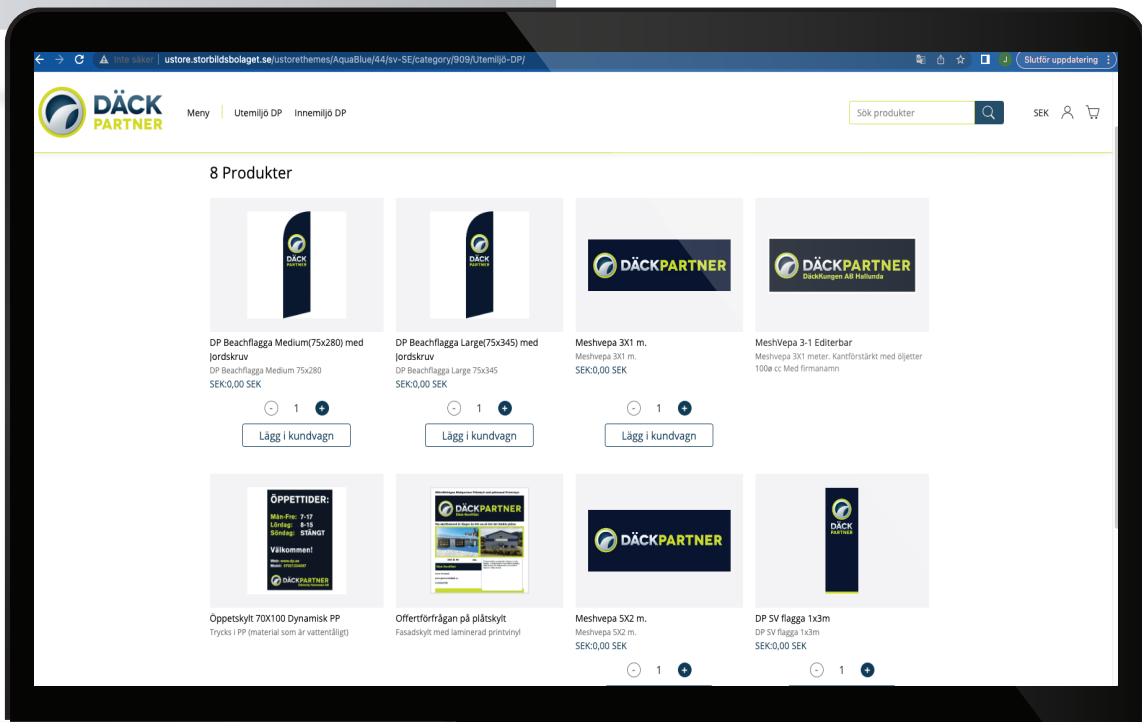 Inte säker | ustore.storbildsbolaget.se/ustorethemes/AquaBlue/44/sv-SE/category/909/Utemiljö-DP/
J
Slutför uppdatering
DÄCK
PARTNER
Meny
Utemiljö DP
Innemiljö DP
Sök produkter
SEK
8 Produkter
DÄCK
PARTNER
DÄCK
PARTNER
DÄCKPARTNER
DÄCKPARTNER
DäckKungen AB Hallunda
DP Beachflagga Medium(75x280) med
Jordskruv
DP Beachflagga Medium 75x280
SEK:0,00 SEK
- 1 +
Lägg i kundvagn
DP Beachflagga Large(75x345) med
Jordskruv
DP Beachflagga Large 75x345
SEK:0,00 SEK
- 1 +
Lägg i kundvagn
Meshvepa 3X1 m.
Meshvepa 3X1 m.
SEK:0,00 SEK
- 1 +
Lägg i kundvagn
MeshVepa 3-1 Editerbar
Meshvepa 3X1 meter. Kantförstärkt med öljetter
100ø cc Med firmanamn
ÖPPETTIDER:
Mån-Fre: 7-17
Lördag: 8-15
Söndag: STÄNGT
Välkommen!
Web: www.dp.se
DÄCKPARTNER
DÄCKPARTNER
DÄCKPARTNER
DÄCK
PARTNER
Öppetskylt 70X100 Dynamisk PP
Trycks i PP (material som är vattentåligt)
Offertförfrågan på plåtskylt
Fasadskylt med laminerad printvinyl
Meshvepa 5X2 m.
Meshvepa 5X2 m.
SEK:0,00 SEK
- 1 +
DP SV flagga 1x3m
DP SV flagga 1x3m
SEK:0,00 SEK
- 1 +